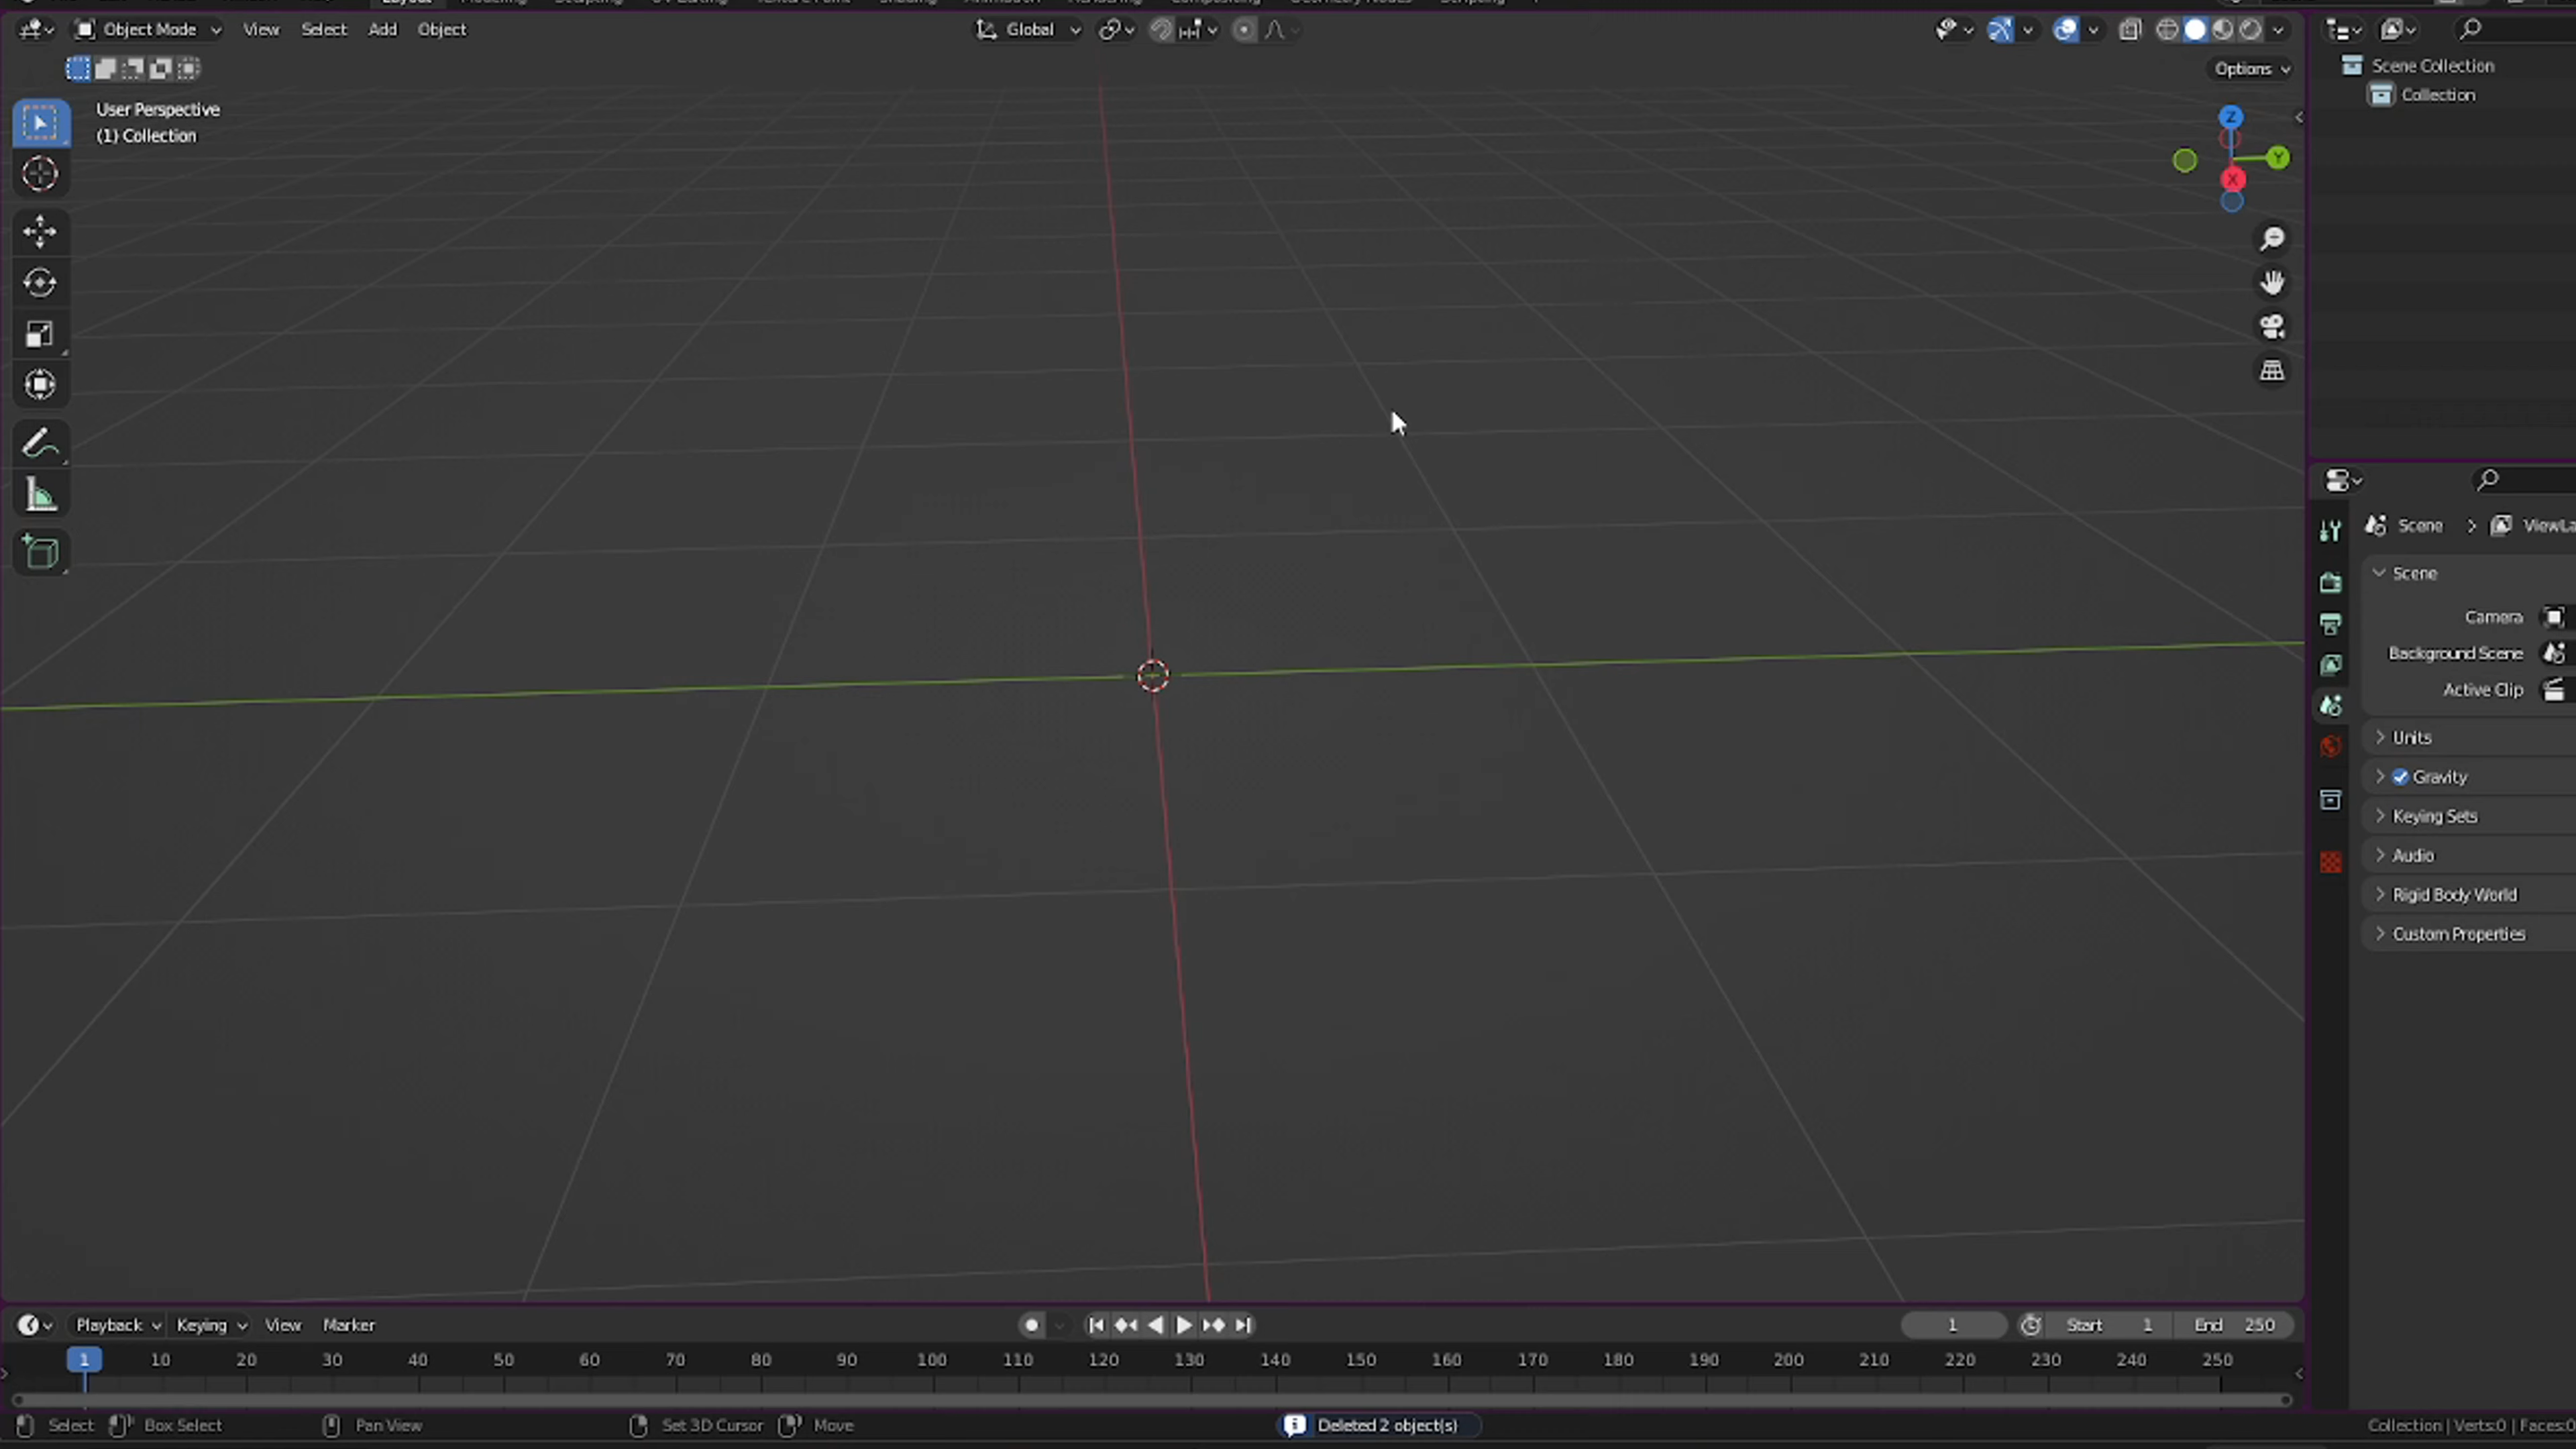 Object Mode View Select Add Object Global
Options
User Perspective
(1) Collection
Z
Y
X
Scene Collection
Collection
Scene
Scene
Camera
Background Scene
Active Clip
Units
Gravity
Keying Sets
Audio
Rigid Body World
Custom Properties
Playback Keying View Marker 1 Start 1 End 250
1 10 20 30 40 50 60 70 80 90 100 110 120 130 140 150 160 170 180 190 200 210 220 230 240 250
Select Box Select Pan View Set 3D Cursor Move Deleted 2 object(s) Collection | Verts:0 | Faces:0